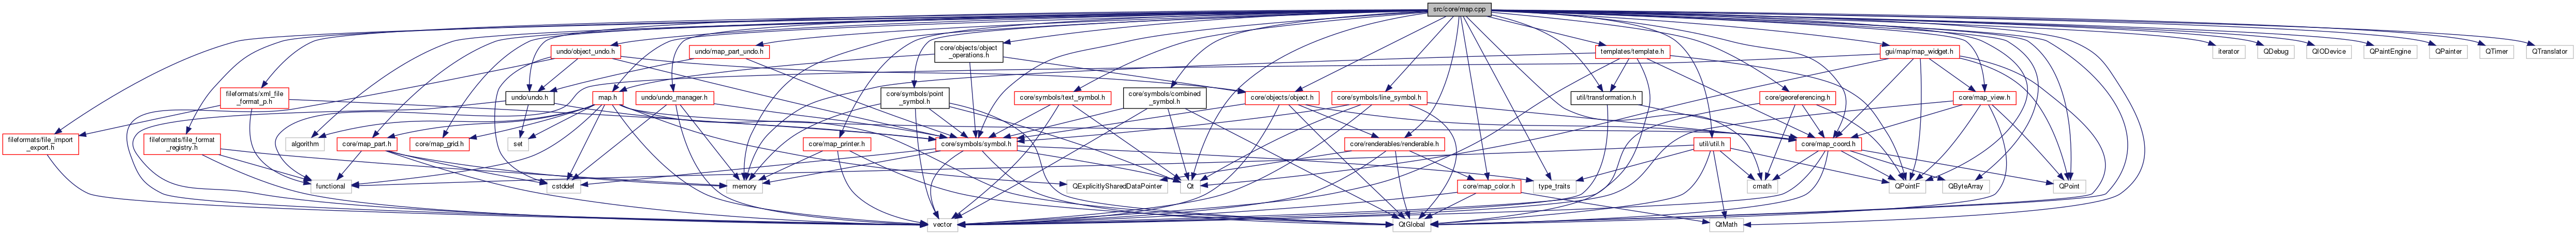 src/core/map.cpp
undo/object_undo.h
undo/map_part_undo.h
core/objects/object
_operations.h
templates/template.h
gui/map/map_widget.h
iterator
QDebug
QIODevice
QPaintEngine
QPainter
QTimer
QTranslator
fileformats/xml_file
_format_p.h
undo/undo.h
map.h
undo/undo_manager.h
core/symbols/point
_symbol.h
core/symbols/text_symbol.h
core/symbols/combined
_symbol.h
core/objects/object.h
core/symbols/line_symbol.h
util/transformation.h
core/georeferencing.h
core/map_view.h
fileformats/file_import
_export.h
fileformats/file_format
_registry.h
algorithm
core/map_part.h
core/map_grid.h
set
core/map_printer.h
core/symbols/symbol.h
core/renderables/renderable.h
util/util.h
core/map_coord.h
functional
cstddef
memory
QExplicitlySharedDataPointer
Qt
core/map_color.h
type_traits
cmath
QPointF
QByteArray
QPoint
vector
QtGlobal
QtMath